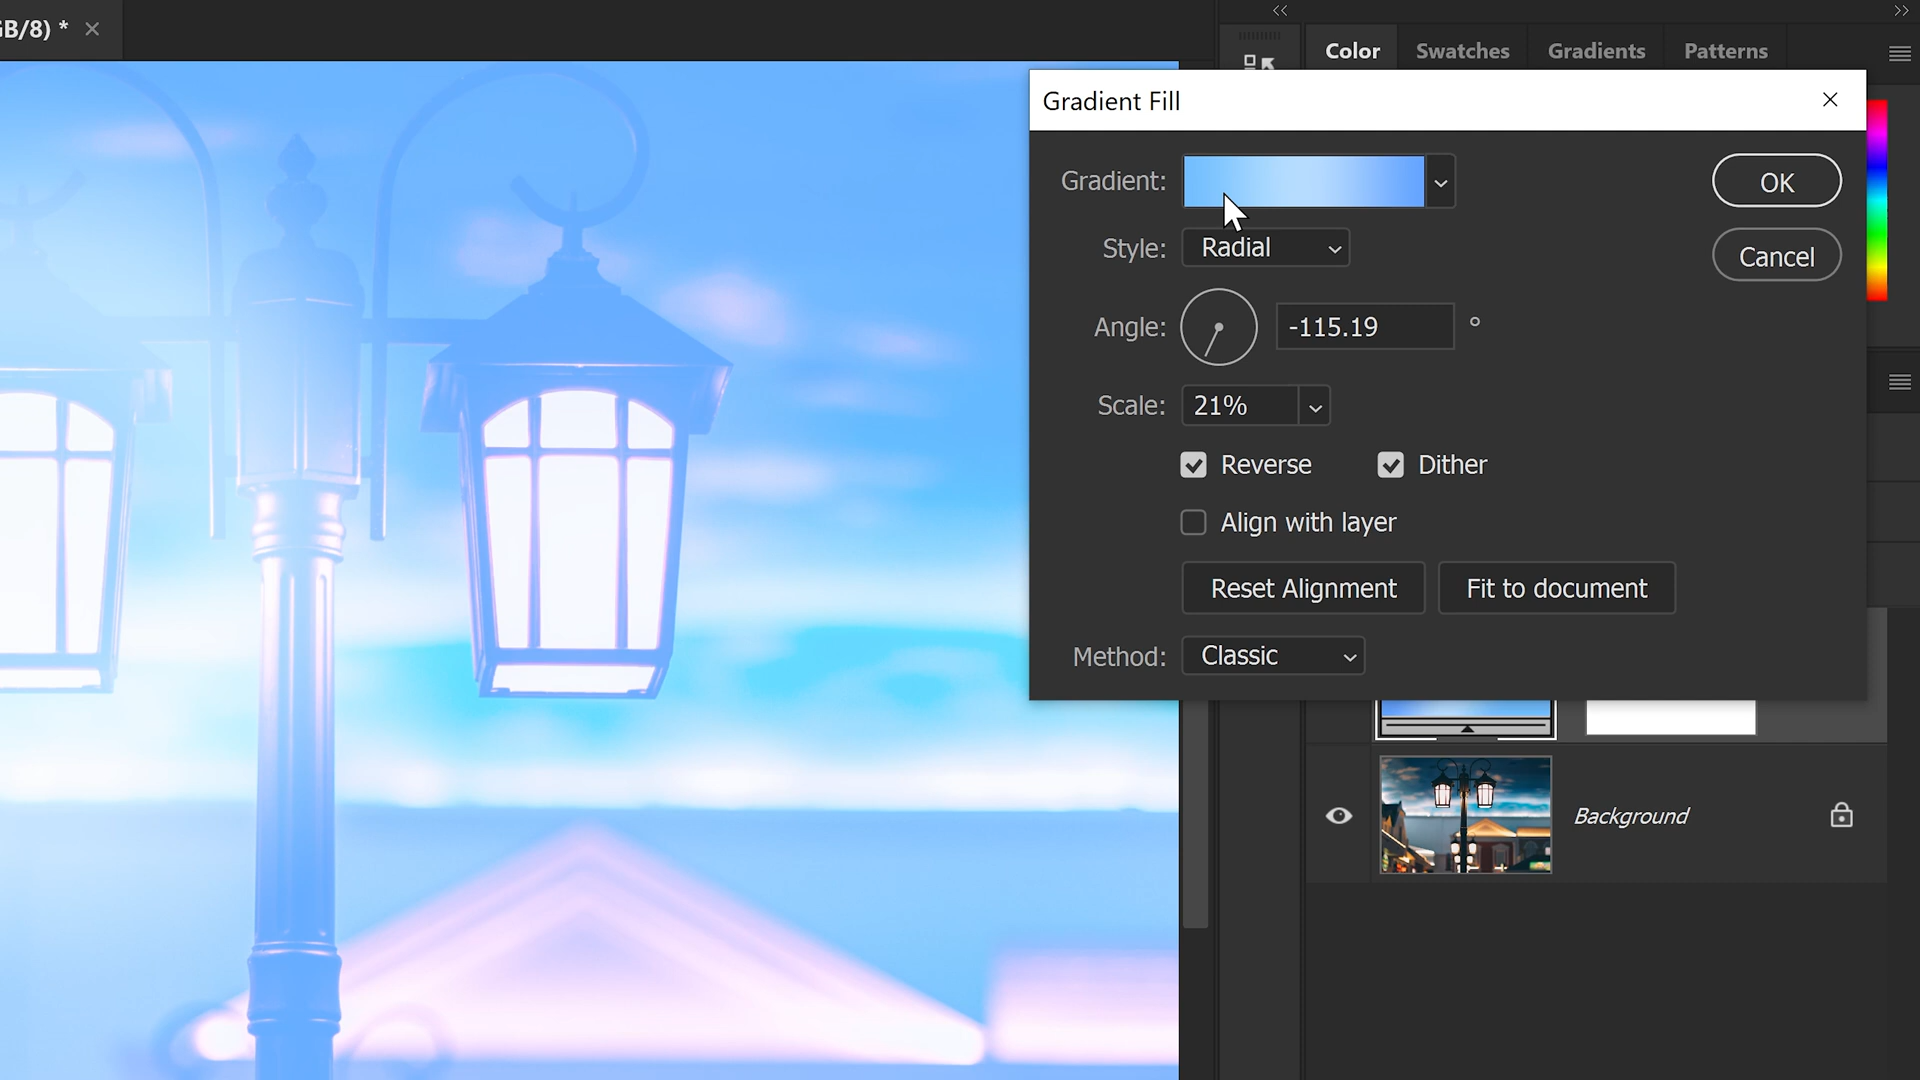 GB/8) *
Color Swatches Gradients Patterns
Gradient Fill
Gradient:
OK
Style: Radial
Cancel
Angle: -115.19 °
Scale: 21%
Reverse Dither
Align with layer
Reset Alignment Fit to document
Method: Classic
Background